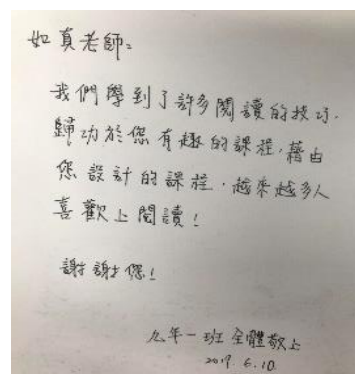 如真老師：
我們學到了許多閱讀的技巧，
歸功於您有趣的課程，藉由
您設計的課程，越來越多人
喜歡上閱讀！
謝謝您！
九年一班 全體敬上
2019. 6.10.